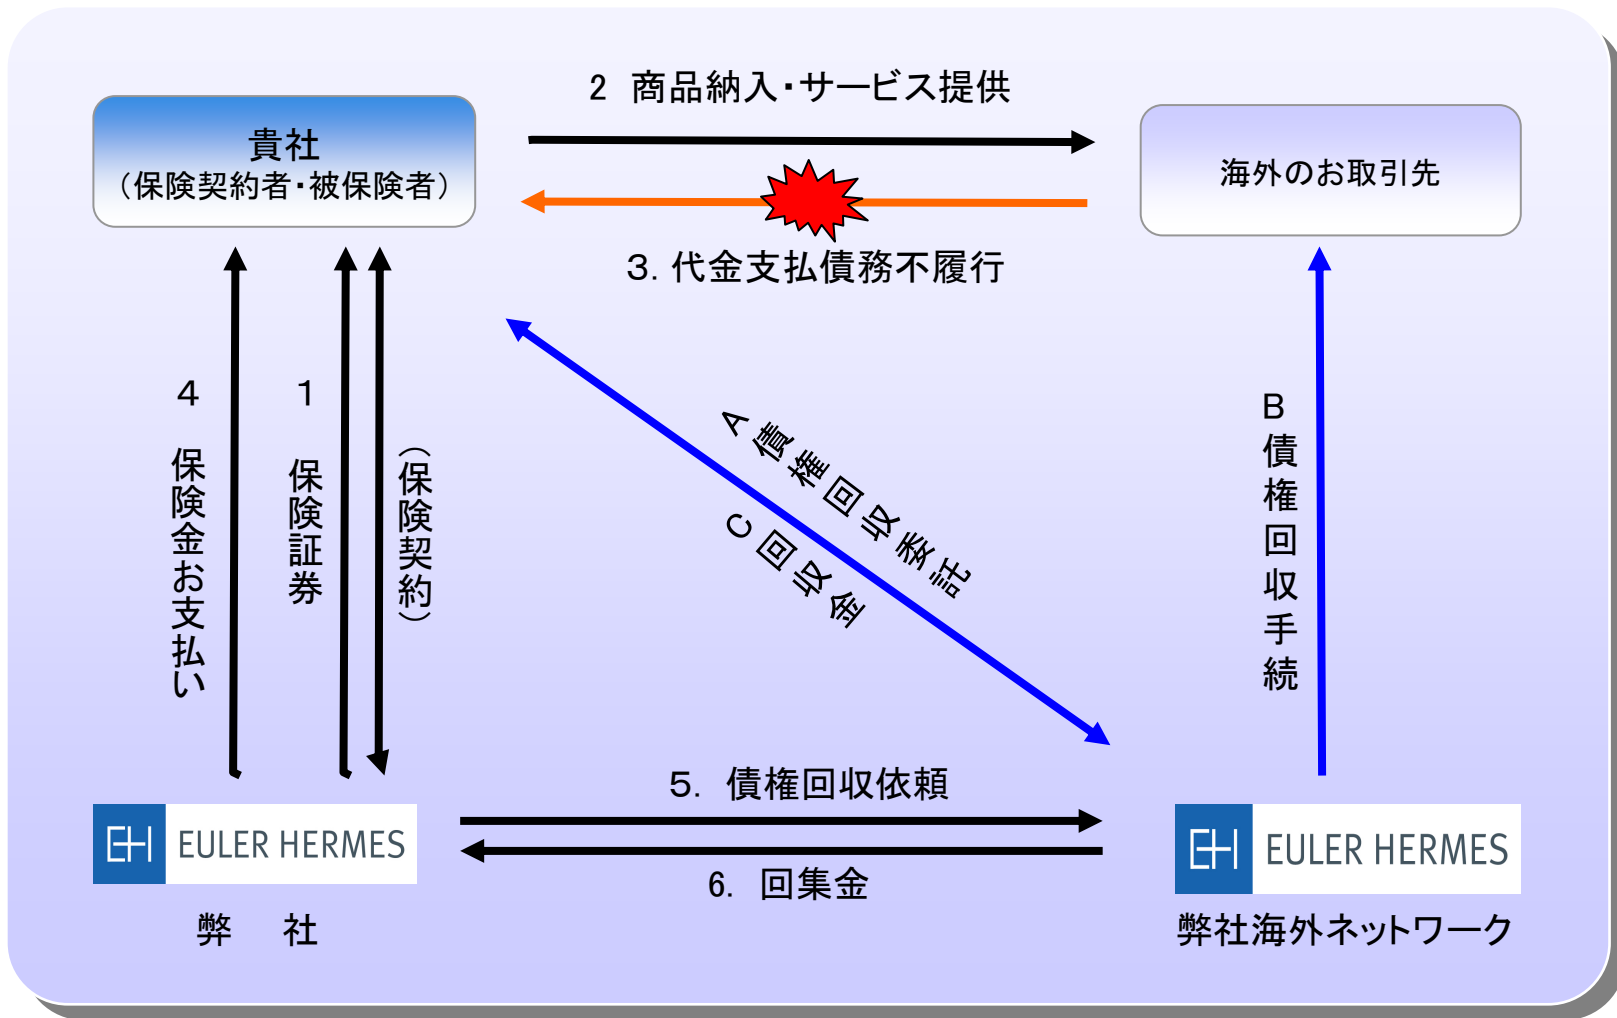 2 商品納入・サービス提供
貴社
(保険契約者・被保険者)
海外のお取引先
3. 代金支払債務不履行
4 保険金お支払い
1 保険証券
(保険契約)
A 債権回収委託
C 回収金
B 債権回収手続
5. 債権回収依頼
EULER HERMES
EULER HERMES
6. 回集金
弊 社
弊社海外ネットワーク